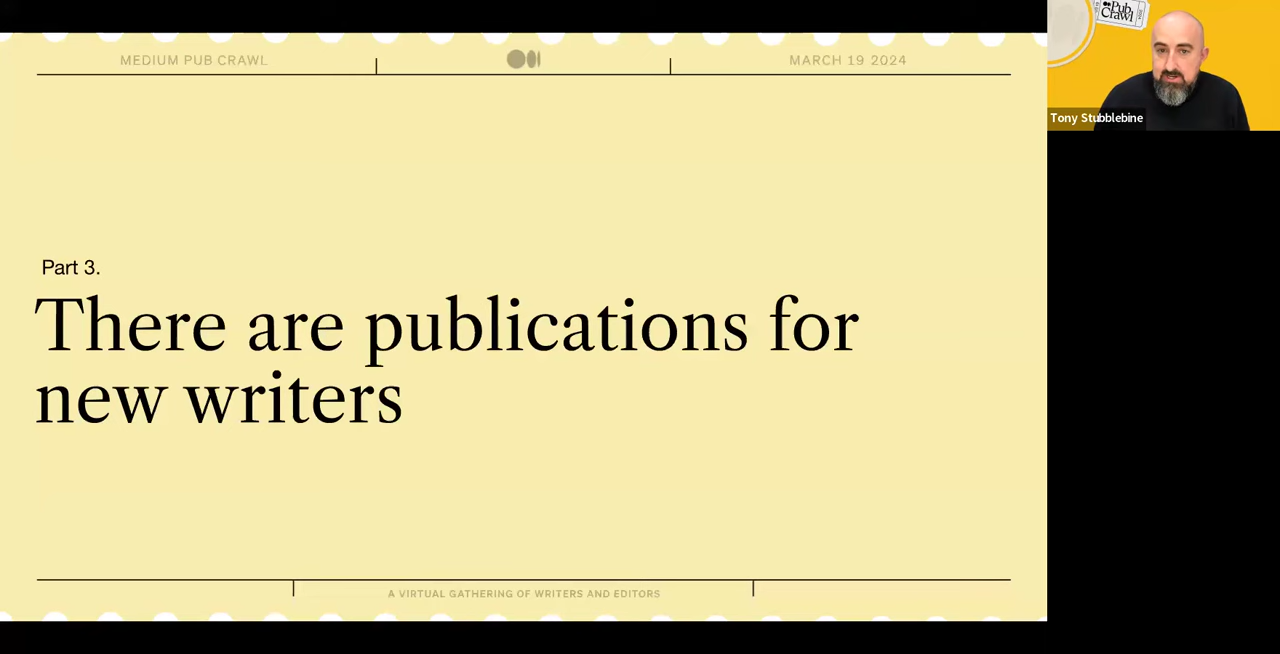 MEDIUM PUB CRAWL
MARCH 19 2024
Part 3.
There are publications for
new writers
A VIRTUAL GATHERING OF WRITERS AND EDITORS
Pub
Crawl
Tony Stubblebine